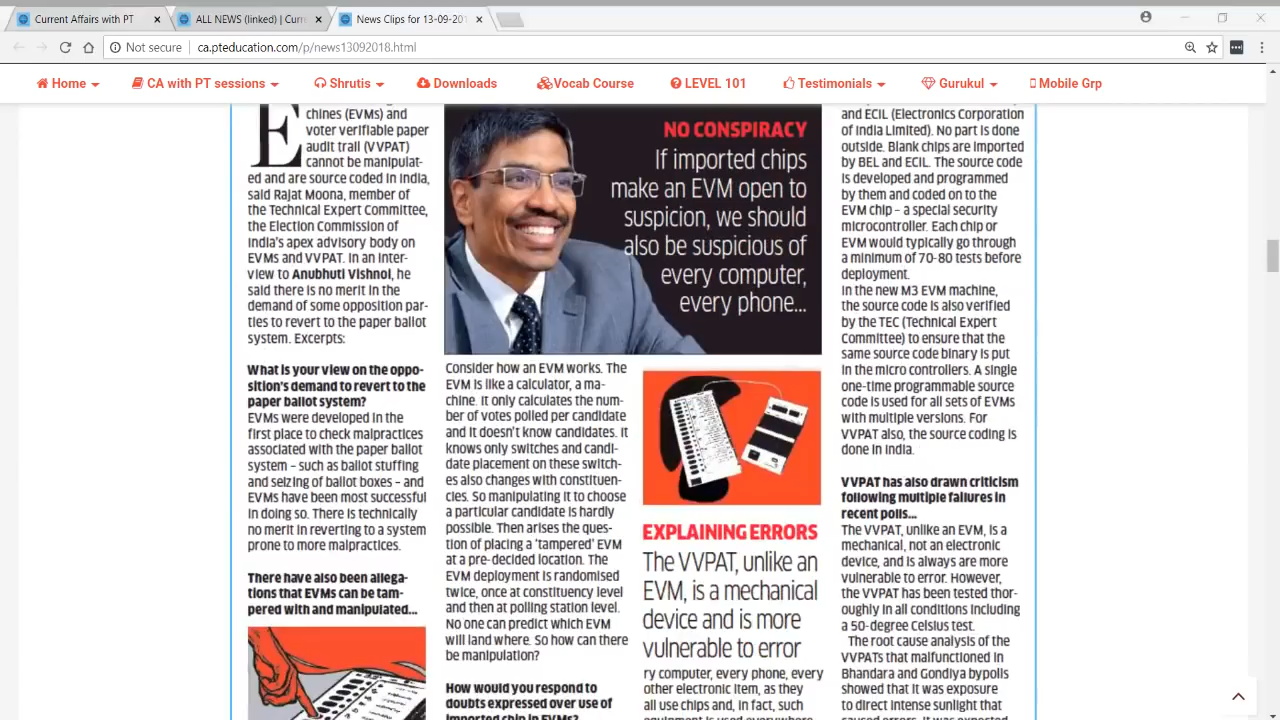 Current Affairs with PT
ALL NEWS (linked) | Curr
News Clips for 13-09-201
Not secure
ca.pteducation.com/p/news13092018.html
Home
CA with PT sessions
Shrutis
Downloads
Vocab Course
LEVEL 101
Testimonials
Gurukul
Mobile Grp
E
chines (EVMs) and
voter verifiable paper
audit trail (VVPAT)
cannot be manipulat-
ed and are source coded in India,
said Rajat Moona, member of
the Technical Expert Committee,
the Election Commission of
India's apex advisory body on
EVMs and VVPAT. In an inter-
view to Anubhuti Vishnoi, he
said there is no merit in the
demand of some opposition par-
ties to revert to the paper ballot
system. Excerpts:
What is your view on the oppo-
sition's demand to revert to the
paper ballot system?
EVMs were developed in the
first place to check malpractices
associated with the paper ballot
system – such as ballot stuffing
and seizing of ballot boxes – and
EVMs have been most successful
in doing so. There is technically
no merit in reverting to a system
prone to more malpractices.
There have also been allega-
tions that EVMs can be tam-
pered with and manipulated...
NO CONSPIRACY
If imported chips
make an EVM open to
suspicion, we should
also be suspicious of
every computer,
every phone...
Consider how an EVM works. The
EVM is like a calculator, a ma-
chine. It only calculates the num-
ber of votes polled per candidate
and it doesn't know candidates. It
knows only switches and candi-
date placement on these switch-
es also changes with constituen-
cies. So manipulating it to choose
a particular candidate is hardly
possible. Then arises the ques-
tion of placing a 'tampered' EVM
at a pre-decided location. The
EVM deployment is randomised
twice, once at constituency level
and then at polling station level.
No one can predict which EVM
will land where. So how can there
be manipulation?
How would you respond to
doubts expressed over use of
imported chip in EVMs?
EXPLAINING ERRORS
The VVPAT, unlike an
EVM, is a mechanical
device and is more
vulnerable to error
ry computer, every phone, every
other electronic item, as they
all use chips and, in fact, such
equipment is used everywhere
and ECIL (Electronics Corporation
of India Limited). No part is done
outside. Blank chips are imported
by BEL and ECIL. The source code
is developed and programmed
by them and coded on to the
EVM chip – a special security
microcontroller. Each chip or
EVM would typically go through
a minimum of 70-80 tests before
deployment.
In the new M3 EVM machine,
the source code is also verified
by the TEC (Technical Expert
Committee) to ensure that the
same source code binary is put
in the micro controllers. A single
one-time programmable source
code is used for all sets of EVMs
with multiple versions. For
VVPAT also, the source coding is
done in India.
VVPAT has also drawn criticism
following multiple failures in
recent polls...
The VVPAT, unlike an EVM, is a
mechanical, not an electronic
device, and is always are more
vulnerable to error. However,
the VVPAT has been tested thor-
oughly in all conditions including
a 50-degree Celsius test.
The root cause analysis of the
VVPATs that malfunctioned in
Bhandara and Gondiya bypolls
showed that it was exposure
to direct intense sunlight that
caused errors. It was expected